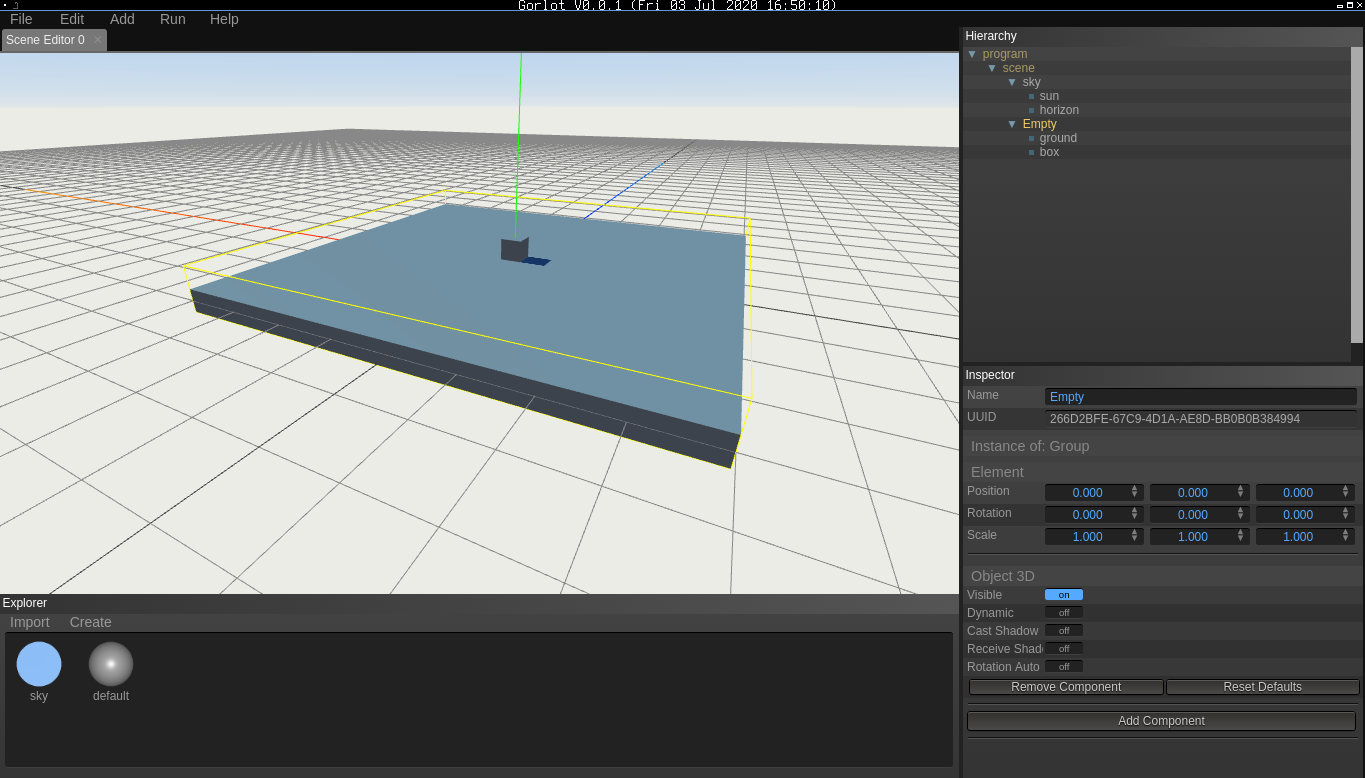 Gorlot V0.0.1 (Fri 03 Jul 2020 16:50:10)
File Edit Add Run Help
Scene Editor 0
Hierarchy
program
scene
sky
sun
horizon
Empty
ground
box
Inspector
Name Empty
UUID 266D2BFE-67C9-4D1A-AE8D-BB0B0B384994
Instance of: Group
Element
Position 0.000 0.000 0.000
Rotation 0.000 0.000 0.000
Scale 1.000 1.000 1.000
Object 3D
Visible on
Dynamic off
Cast Shadow off
Receive Shad off
Rotation Auto off
Remove Component Reset Defaults
Add Component
Explorer
Import Create
sky default